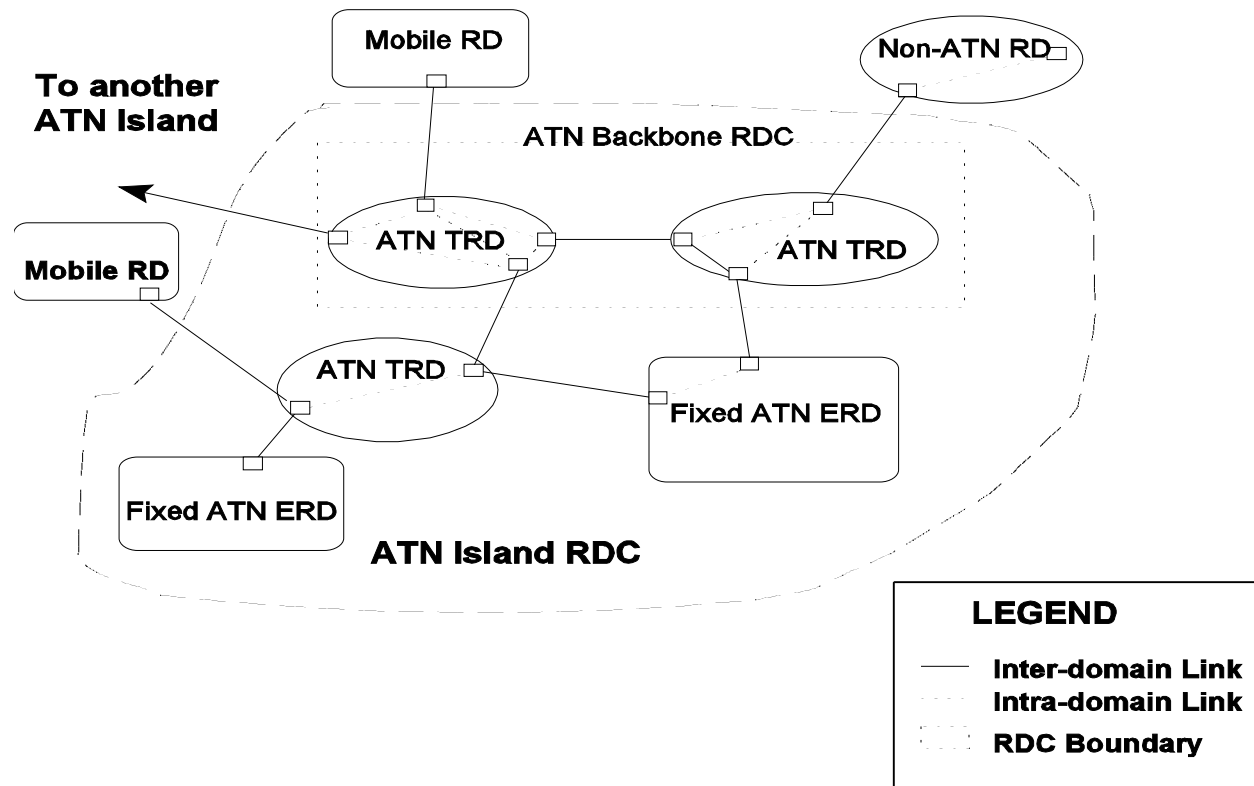 Mobile RD
Non-ATN RD
To another
ATN Island
ATN Backbone RDC
ATN TRD
ATN TRD
Mobile RD
ATN TRD
Fixed ATN ERD
Fixed ATN ERD
ATN Island RDC
LEGEND
Inter-domain Link
Intra-domain Link
RDC Boundary